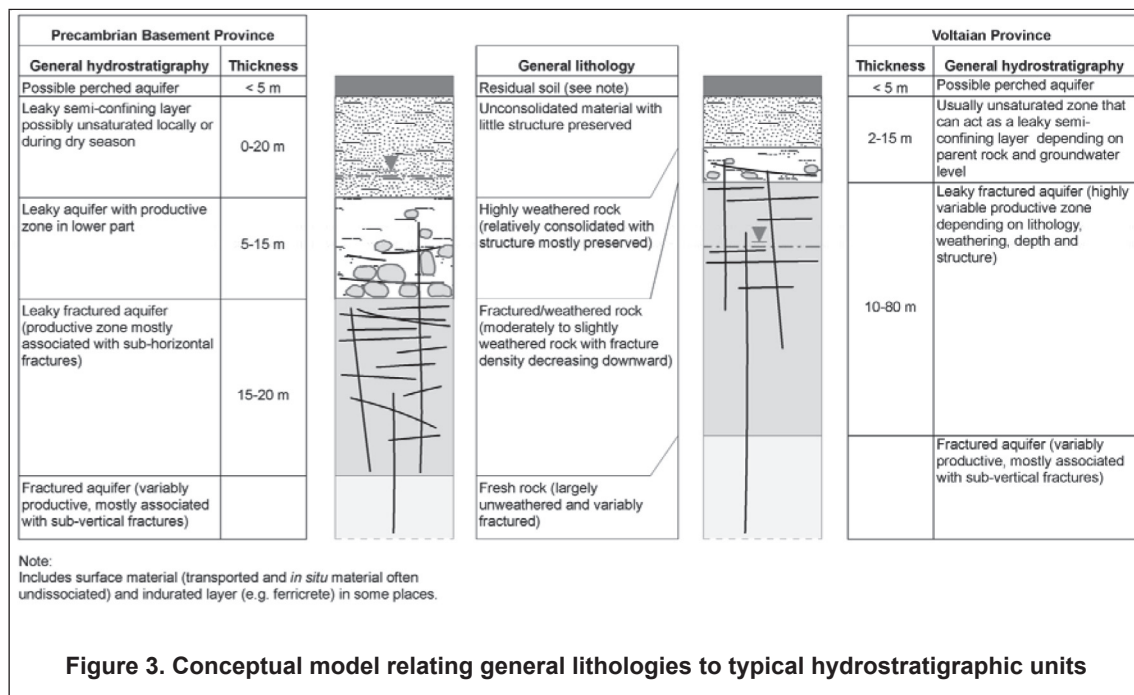 Precambrian Basement Province
General hydrostratigraphy
Thickness
Possible perched aquifer
< 5 m
Leaky semi-confining layer
possibly unsaturated locally or
during dry season
0-20 m
Leaky aquifer with productive
zone in lower part
5-15 m
Leaky fractured aquifer
(productive zone mostly
associated with sub-horizontal
fractures)
15-20 m
Fractured aquifer (variably
productive, mostly associated
with sub-vertical fractures)
General lithology
Residual soil (see note)
Unconsolidated material with
little structure preserved
Highly weathered rock
(relatively consolidated with
structure mostly preserved)
Fractured/weathered rock
(moderately to slightly
weathered rock with fracture
density decreasing downward)
Fresh rock (largely
unweathered and variably
fractured)
Voltaian Province
Thickness
General hydrostratigraphy
< 5 m
Possible perched aquifer
2-15 m
Usually unsaturated zone that
can act as a leaky semi-
confining layer depending on
parent rock and groundwater
level
10-80 m
Leaky fractured aquifer (highly
variable productive zone
depending on lithology,
weathering, depth and
structure)
Fractured aquifer (variably
productive, mostly associated
with sub-vertical fractures)
Note:
Includes surface material (transported and in situ material often
undissociated) and indurated layer (e.g. ferricrete) in some places.
Figure 3. Conceptual model relating general lithologies to typical hydrostratigraphic units